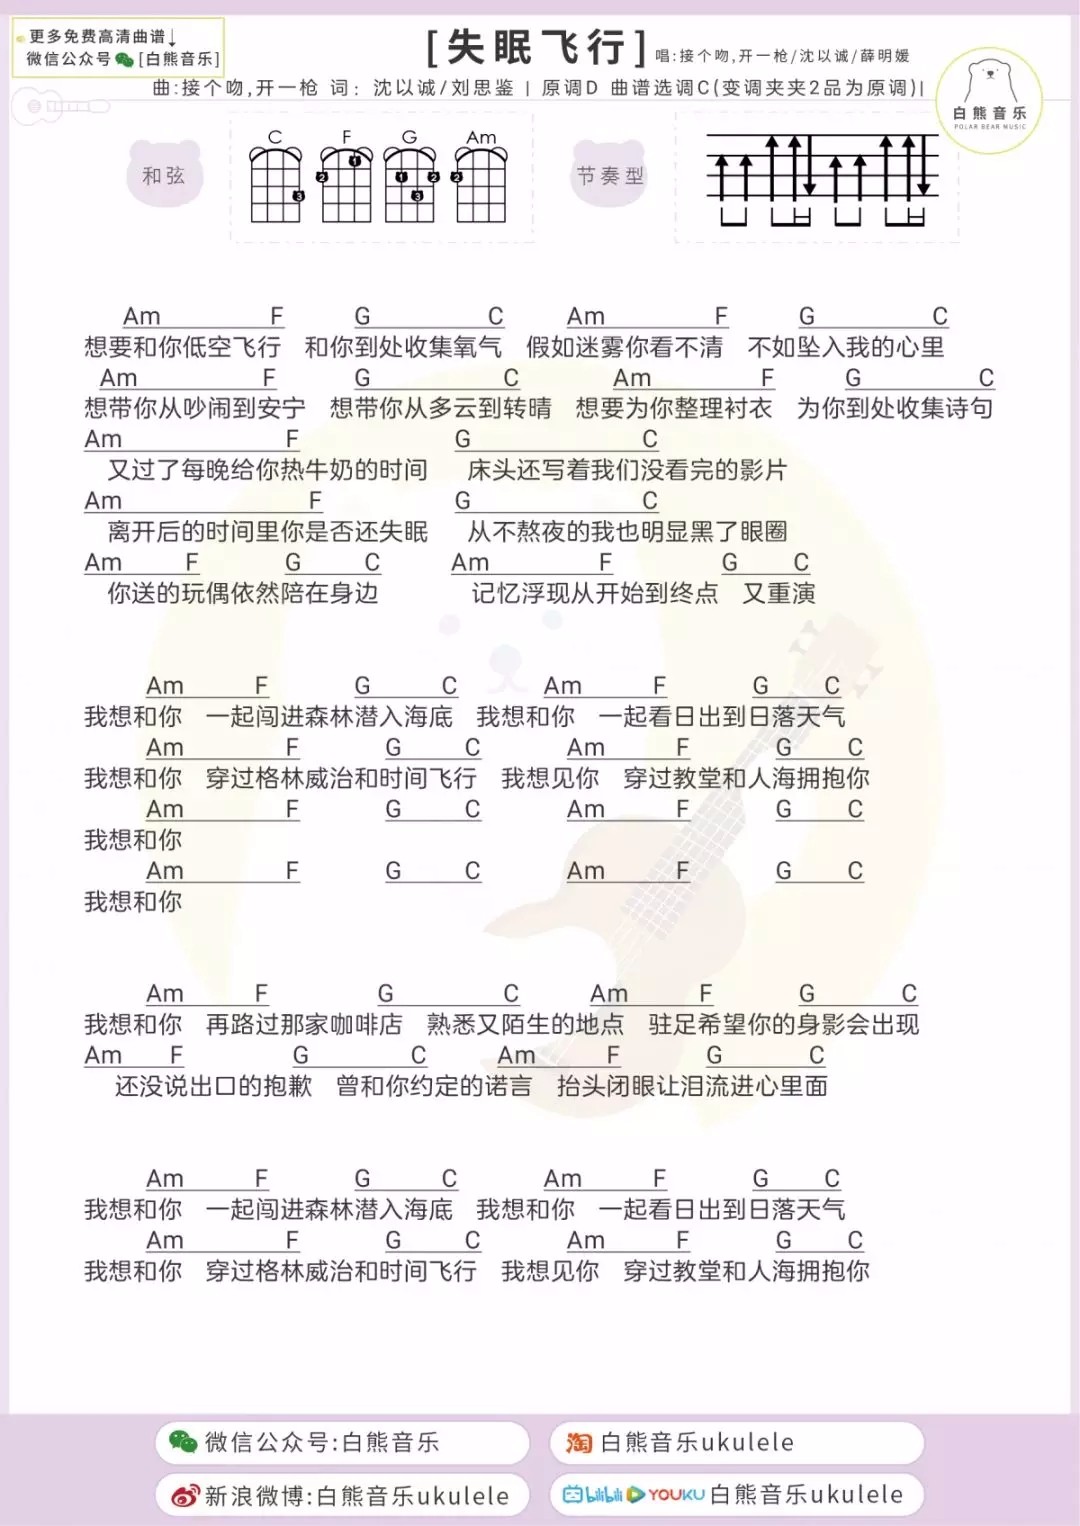 更多免费高清曲谱↓
微信公众号 [白熊音乐]
[失眠飞行]
唱:接个吻,开一枪/沈以诚/薛明媛
曲:接个吻,开一枪 词: 沈以诚/刘思鉴 | 原调D 曲谱选调C(变调夹夹2品为原调)|
白熊音乐
POLAR BEAR MUSIC
和弦
C F G Am
3
2 1
1 2 3
2
节奏型
Am F G C Am F G C
想要和你低空飞行 和你到处收集氧气 假如迷雾你看不清 不如坠入我的心里
Am F G C Am F G C
想带你从吵闹到安宁 想带你从多云到转晴 想要为你整理衬衣 为你到处收集诗句
Am F G C
又过了每晚给你热牛奶的时间 床头还写着我们没看完的影片
Am F G C
离开后的时间里你是否还失眠 从不熬夜的我也明显黑了眼圈
Am F G C Am F G C
你送的玩偶依然陪在身边 记忆浮现从开始到终点 又重演
Am F G C Am F G C
我想和你 一起闯进森林潜入海底 我想和你 一起看日出到日落天气
Am F G C Am F G C
我想和你 穿过格林威治和时间飞行 我想见你 穿过教堂和人海拥抱你
Am F G C Am F G C
我想和你
Am F G C Am F G C
我想和你
Am F G C Am F G C
我想和你 再路过那家咖啡店 熟悉又陌生的地点 驻足希望你的身影会出现
Am F G C Am F G C
还没说出口的抱歉 曾和你约定的诺言 抬头闭眼让泪流进心里面
Am F G C Am F G C
我想和你 一起闯进森林潜入海底 我想和你 一起看日出到日落天气
Am F G C Am F G C
我想和你 穿过格林威治和时间飞行 我想见你 穿过教堂和人海拥抱你
微信公众号:白熊音乐
淘 白熊音乐ukulele
新浪微博:白熊音乐ukulele
bilibili YOUKU 白熊音乐ukulele